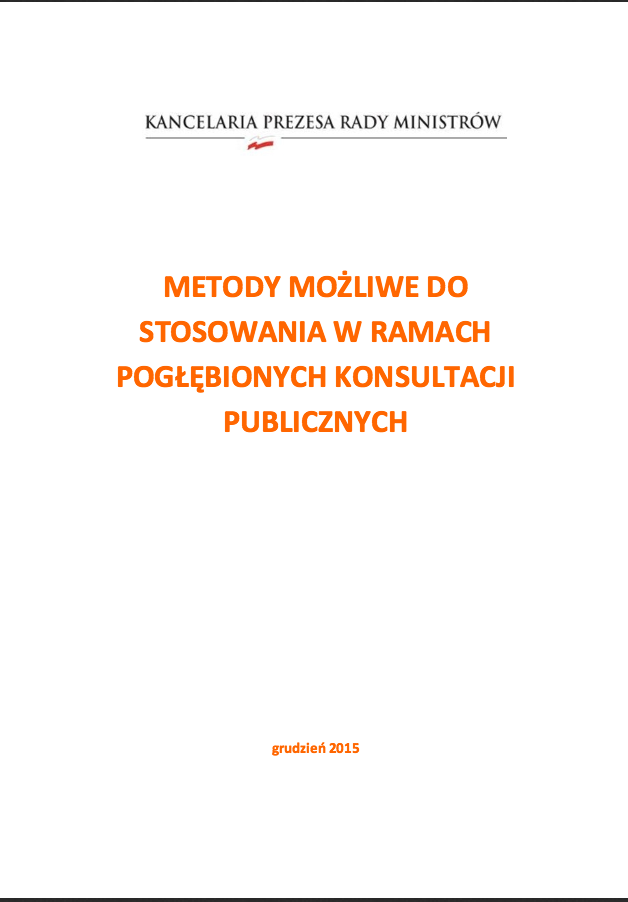 KANCELARIA PREZESA RADY MINISTRÓW
METODY MOŻLIWE DO
STOSOWANIA W RAMACH
POGŁĘBIONYCH KONSULTACJI
PUBLICZNYCH
grudzień 2015